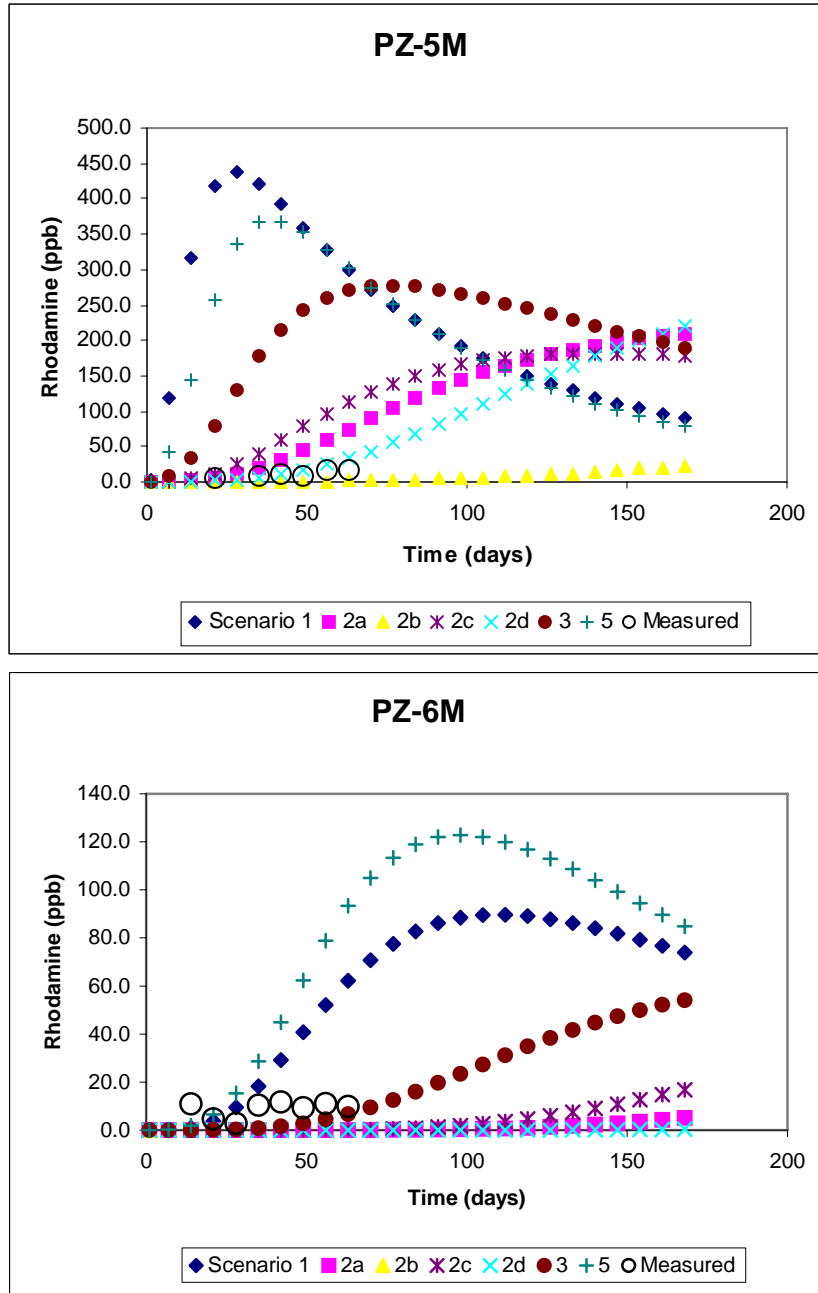 PZ-5M
500.0
450.0
400.0
350.0
300.0
250.0
200.0
150.0
100.0
50.0
0.0
Rhodamine (ppb)
0 50 100 150 200
Time (days)
Scenario 1 2a 2b 2c 2d 3 5 Measured
PZ-6M
140.0
120.0
100.0
80.0
60.0
40.0
20.0
0.0
Rhodamine (ppb)
0 50 100 150 200
Time (days)
Scenario 1 2a 2b 2c 2d 3 5 Measured